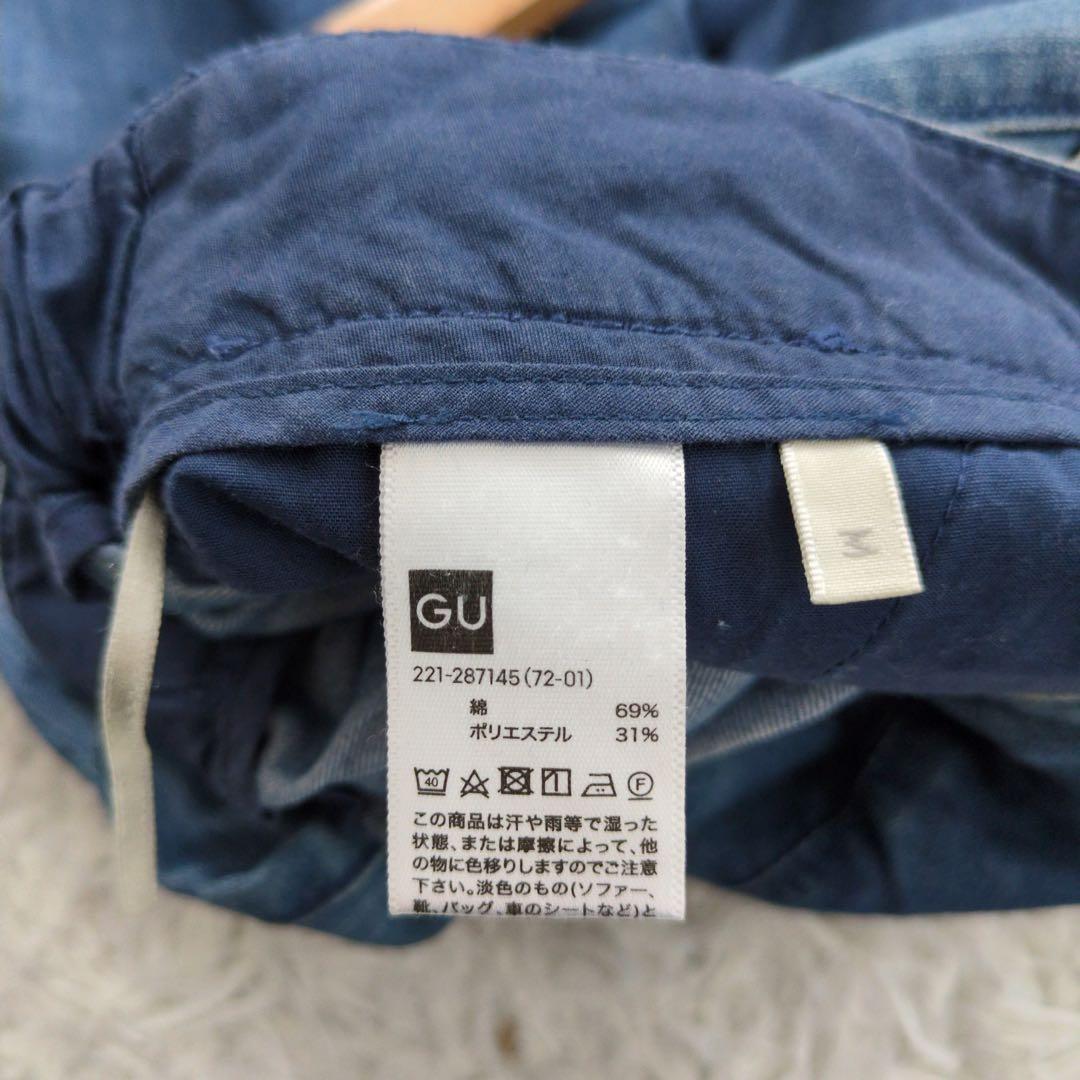 M
GU
221-287145(72-01)
綿 69%
ポリエステル 31%
40 F
この商品は汗や雨等で湿った
状態、または摩擦によって、他
の物に色移りしますのでご注意
下さい。淡色のもの(ソファー、
靴、バッグ、車のシートなど)と